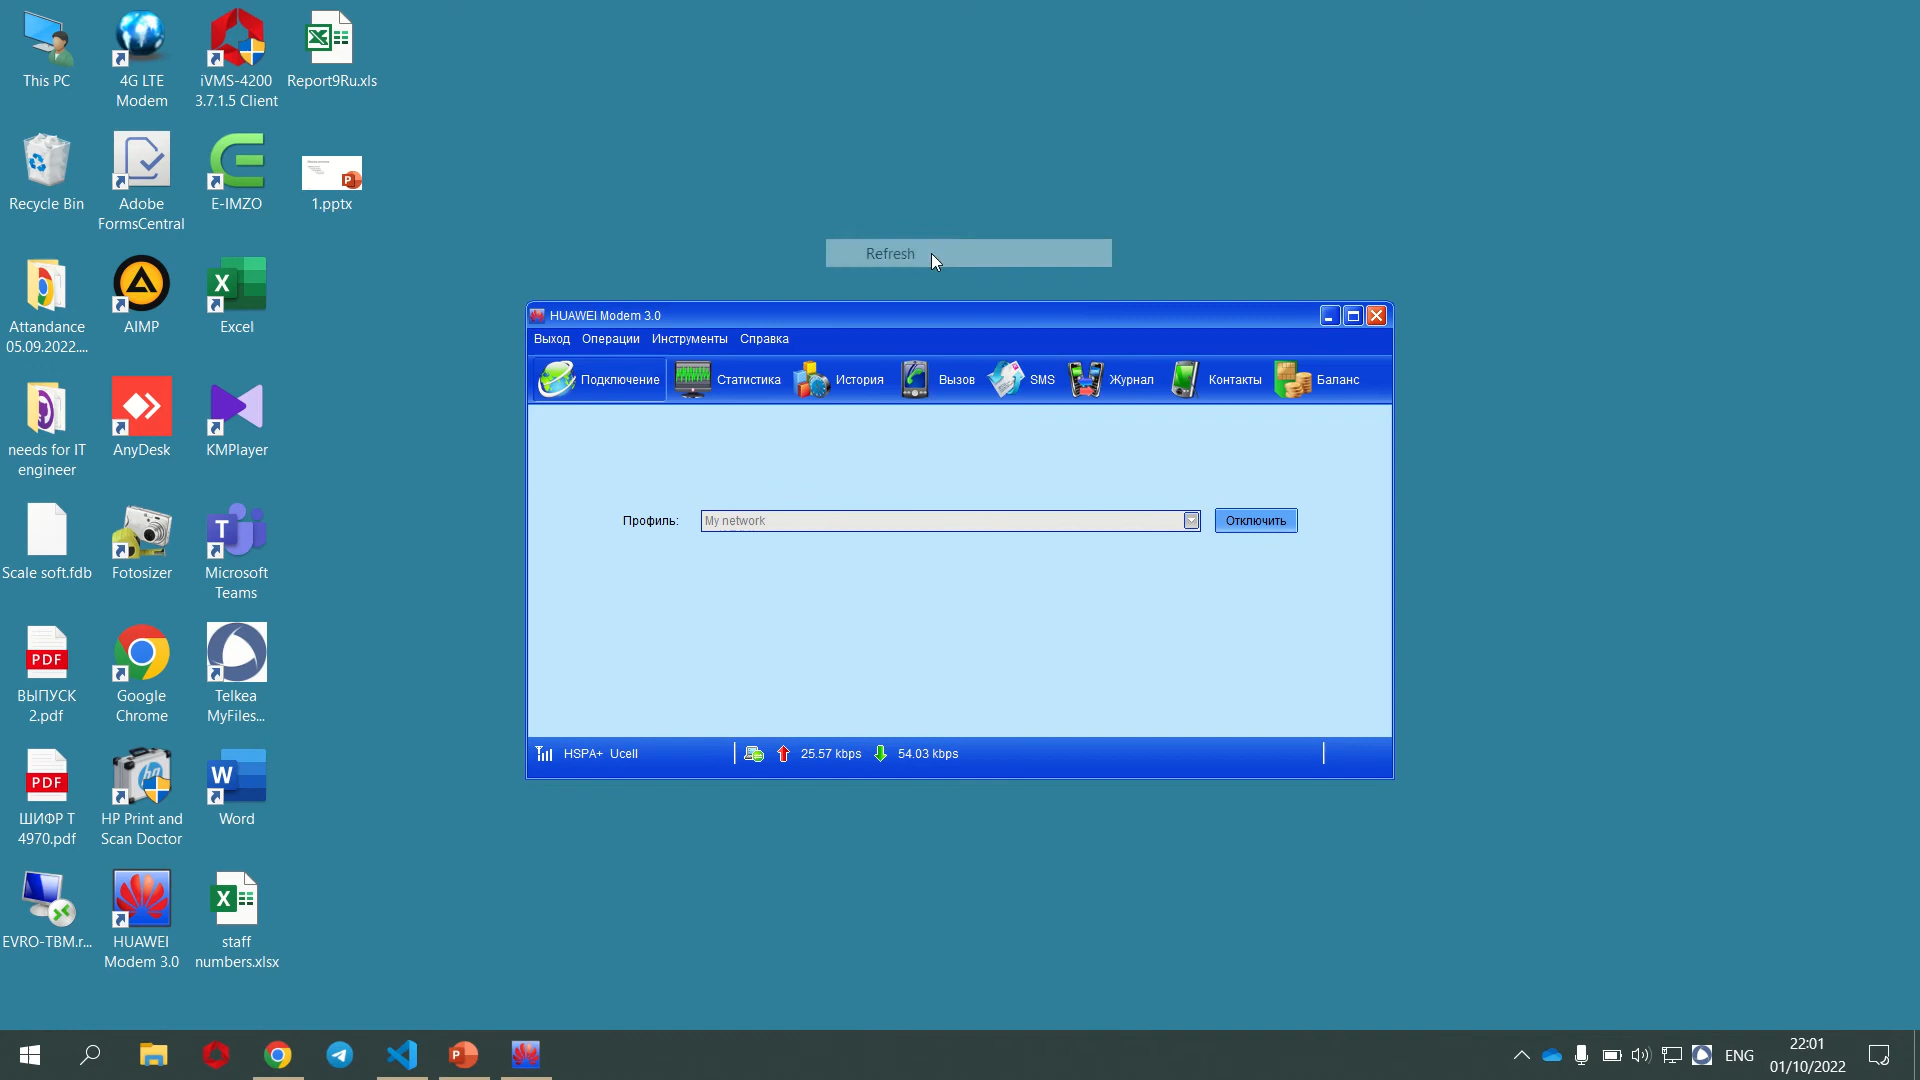 This PC
4G LTE
Modem
iVMS-4200
3.7.1.5 Client
Report9Ru.xls
Recycle Bin
Adobe
FormsCentral
E-IMZO
1.pptx
Attandance
05.09.2022....
AIMP
Excel
needs for IT
engineer
AnyDesk
KMPlayer
Scale soft.fdb
Fotosizer
Microsoft
Teams
PDF
ВЫПУСК
2.pdf
Google
Chrome
Telkea
MyFiles...
PDF
ШИФР Т
4970.pdf
HP Print and
Scan Doctor
Word
EVRO-TBM.r...
HUAWEI
Modem 3.0
staff
numbers.xlsx
Refresh
HUAWEI Modem 3.0
Выход Операции Инструменты Справка
Подключение Статистика История Вызов SMS Журнал Контакты Баланс
Профиль: My network Отключить
HSPA+ Ucell 25.57 kbps 54.03 kbps
ENG
22:01
01/10/2022